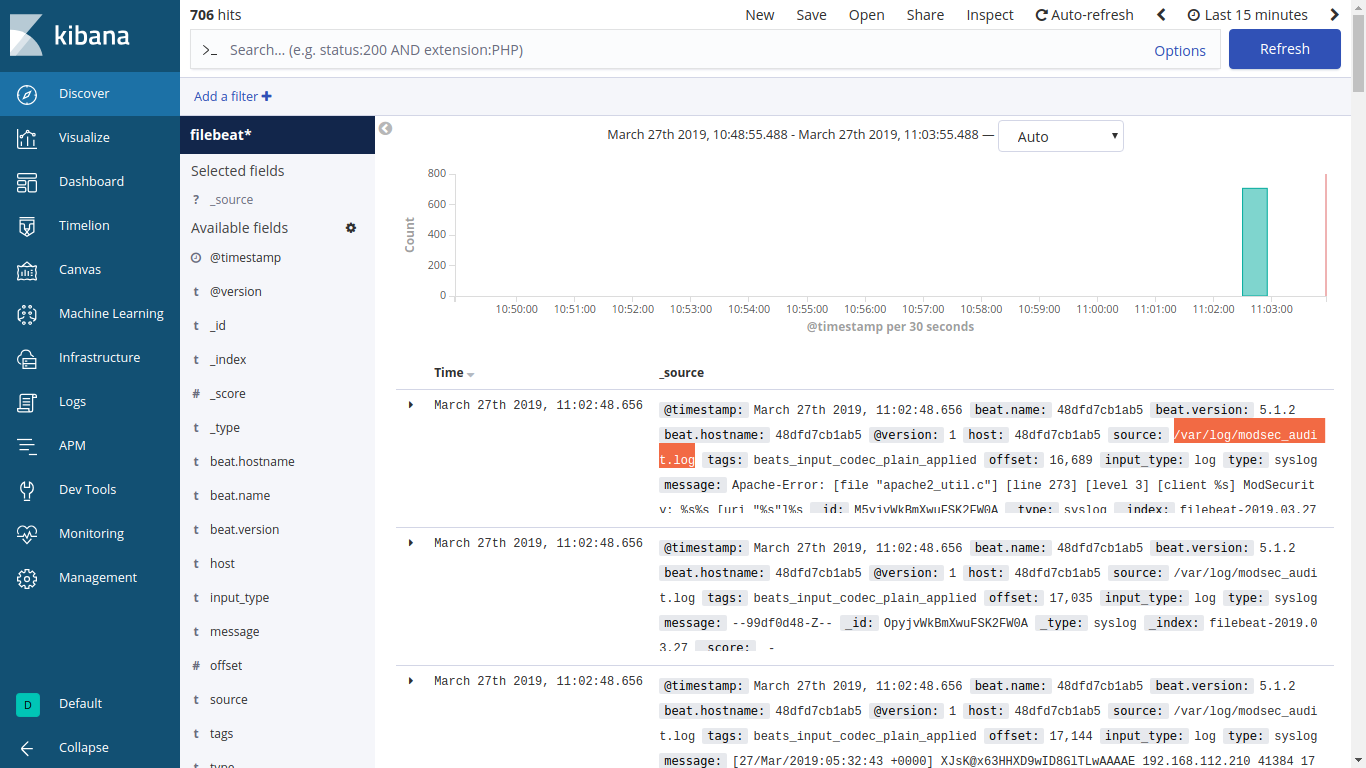 kibana
Discover
Visualize
Dashboard
Timelion
Canvas
Machine Learning
Infrastructure
Logs
APM
Dev Tools
Monitoring
Management
D Default
Collapse
706 hits
New Save Open Share Inspect Auto-refresh Last 15 minutes
>_ Search... (e.g. status:200 AND extension:PHP) Options Refresh
Add a filter +
filebeat*
Selected fields
? _source
Available fields
@timestamp
t @version
t _id
t _index
# _score
t _type
t beat.hostname
t beat.name
t beat.version
t host
t input_type
t message
# offset
t source
t tags
t type
March 27th 2019, 10:48:55.488 - March 27th 2019, 11:03:55.488 — Auto
800
600
400
200
0
Count
10:50:00 10:51:00 10:52:00 10:53:00 10:54:00 10:55:00 10:56:00 10:57:00 10:58:00 10:59:00 11:00:00 11:01:00 11:02:00 11:03:00
@timestamp per 30 seconds
Time _source
March 27th 2019, 11:02:48.656
@timestamp: March 27th 2019, 11:02:48.656 beat.name: 48dfd7cb1ab5 beat.version: 5.1.2
beat.hostname: 48dfd7cb1ab5 @version: 1 host: 48dfd7cb1ab5 source: /var/log/modsec_audi
t.log tags: beats_input_codec_plain_applied offset: 16,689 input_type: log type: syslog
message: Apache-Error: [file "apache2_util.c"] [line 273] [level 3] [client %s] ModSecurit
y: %s%s [uri "%s"]%s _id: M5yjvWkBmXwuFSK2FW0A _type: syslog _index: filebeat-2019.03.27
March 27th 2019, 11:02:48.656
@timestamp: March 27th 2019, 11:02:48.656 beat.name: 48dfd7cb1ab5 beat.version: 5.1.2
beat.hostname: 48dfd7cb1ab5 @version: 1 host: 48dfd7cb1ab5 source: /var/log/modsec_audi
t.log tags: beats_input_codec_plain_applied offset: 17,035 input_type: log type: syslog
message: --99df0d48-Z-- _id: OpyjvWkBmXwuFSK2FW0A _type: syslog _index: filebeat-2019.0
3.27 _score: -
March 27th 2019, 11:02:48.656
@timestamp: March 27th 2019, 11:02:48.656 beat.name: 48dfd7cb1ab5 beat.version: 5.1.2
beat.hostname: 48dfd7cb1ab5 @version: 1 host: 48dfd7cb1ab5 source: /var/log/modsec_audi
t.log tags: beats_input_codec_plain_applied offset: 17,144 input_type: log type: syslog
message: [27/Mar/2019:05:32:43 +0000] XJsK@x63HHXD9wID8GlTLwAAAAE 192.168.112.210 41384 17